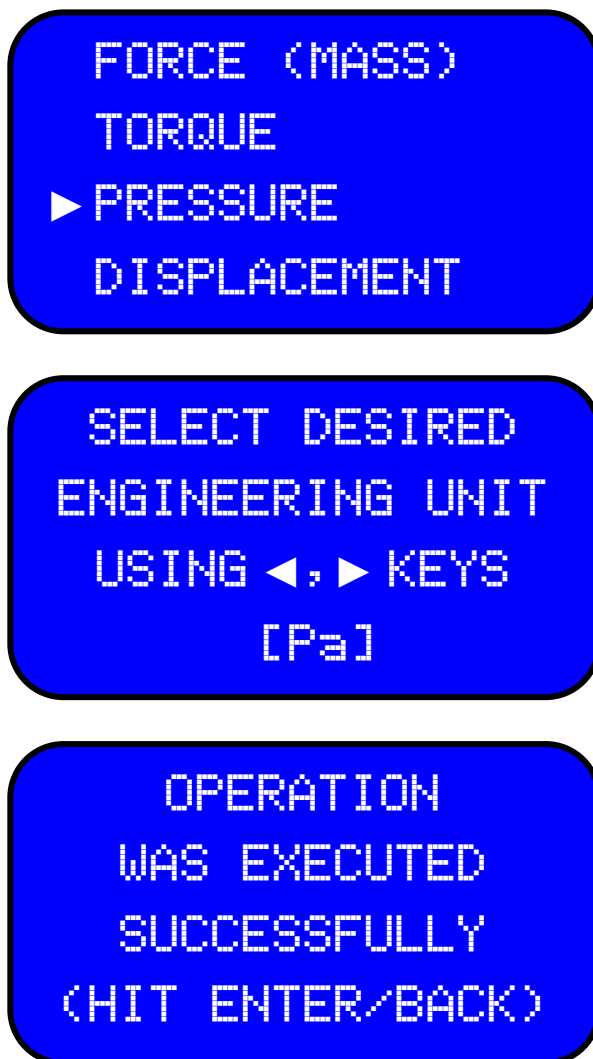 FORCE (MASS)
TORQUE
▶PRESSURE
DISPLACEMENT
SELECT DESIRED
ENGINEERING UNIT
USING ◀,▶ KEYS
[Pa]
OPERATION
WAS EXECUTED
SUCCESSFULLY
(HIT ENTER/BACK)